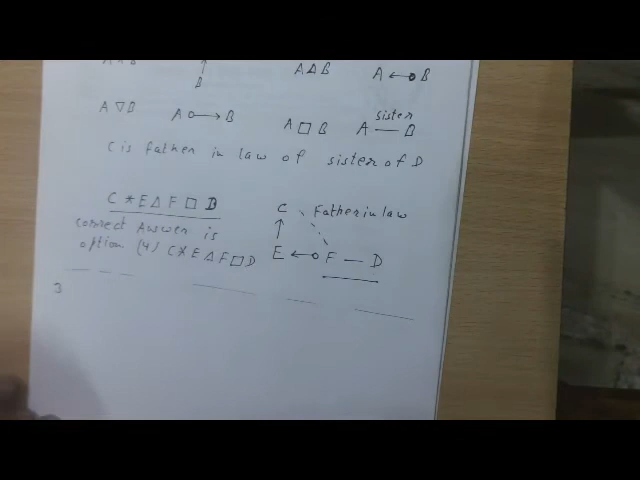 B
A △ B
A ←o B
A ▽ B
A o→ B
A □ B
sister
A — B
C is father in law of sister of D
C * E △ F □ D
correct Answer is
option (4) C * E △ F □ D
C Father in law
E ←o F — D
3